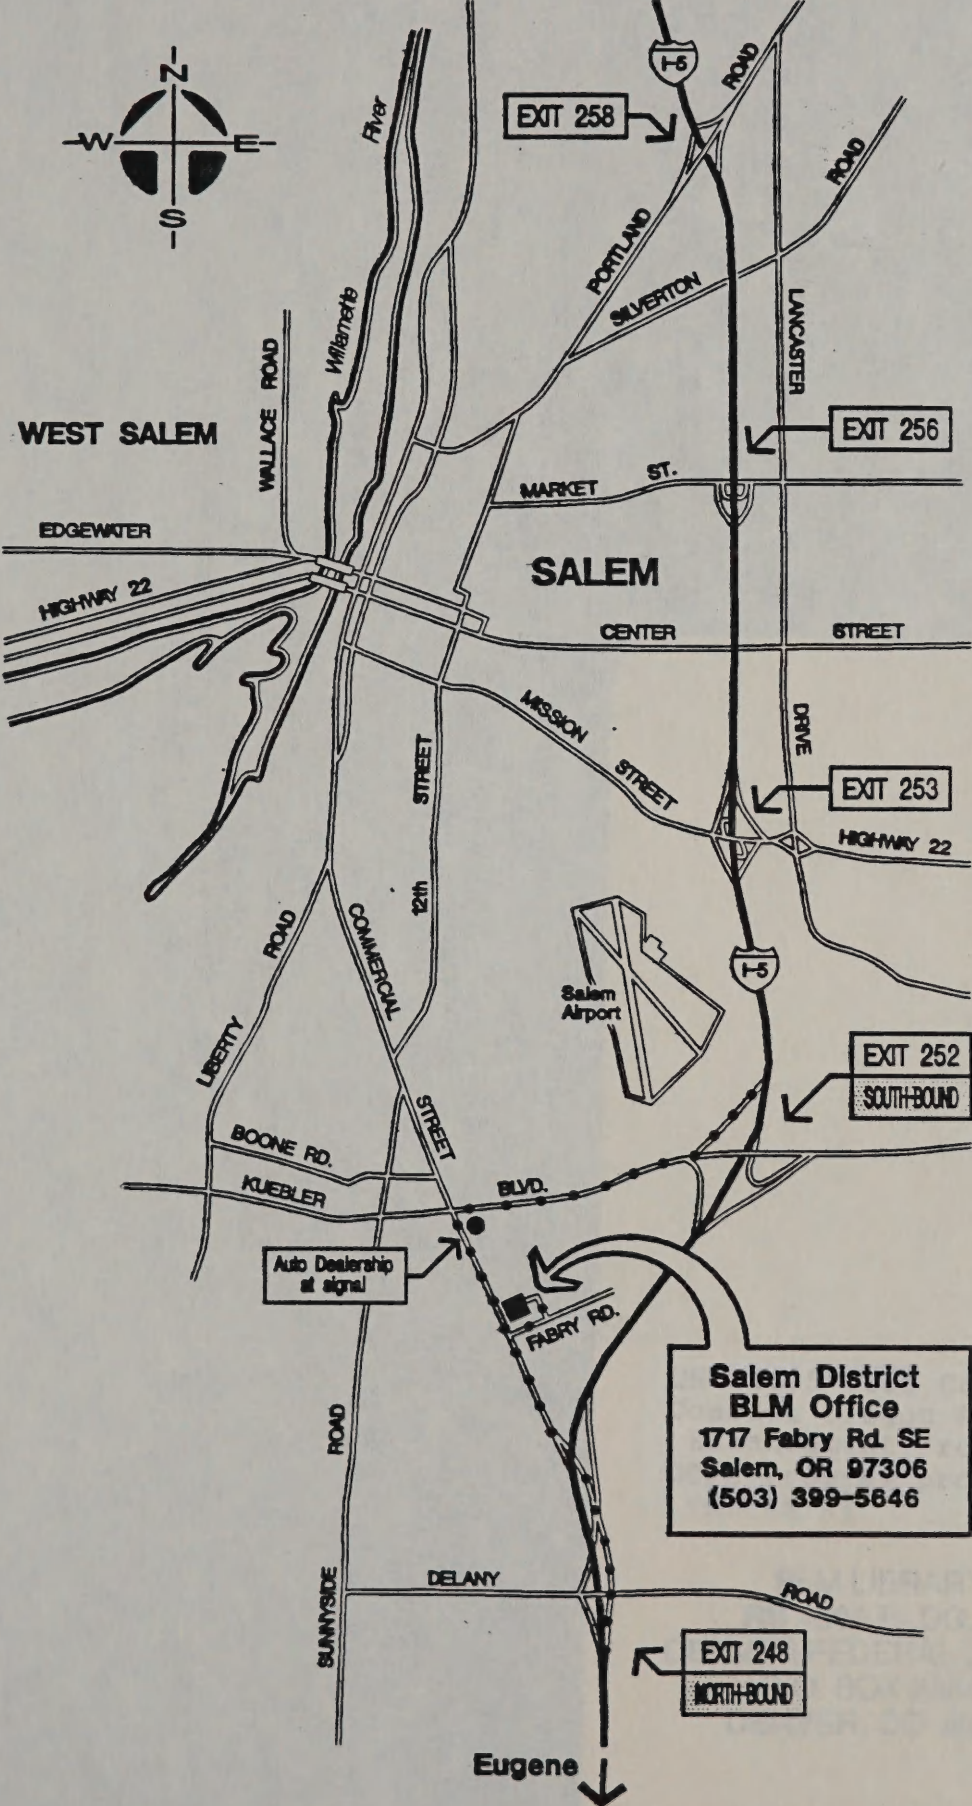 I-5
ROAD
N
W E
S
EXIT 258
River
ROAD
PORTLAND
SILVERTON
LANCASTER
Willamette
WALLACE ROAD
WEST SALEM
EXIT 256
MARKET ST.
EDGEWATER
SALEM
HIGHWAY 22
CENTER STREET
MISSION STREET
DRIVE
12th STREET
EXIT 253
HIGHWAY 22
LIBERTY ROAD
COMMERCIAL STREET
I-5
Salem
Airport
EXIT 252
SOUTH-BOUND
BOONE RD.
KUEBLER BLVD.
Auto Dealership
at signal
FABRY RD.
Salem District
BLM Office
1717 Fabry Rd. SE
Salem, OR 97306
(503) 399-5646
SUNNYSIDE ROAD
DELANY ROAD
EXIT 248
NORTH-BOUND
Eugene